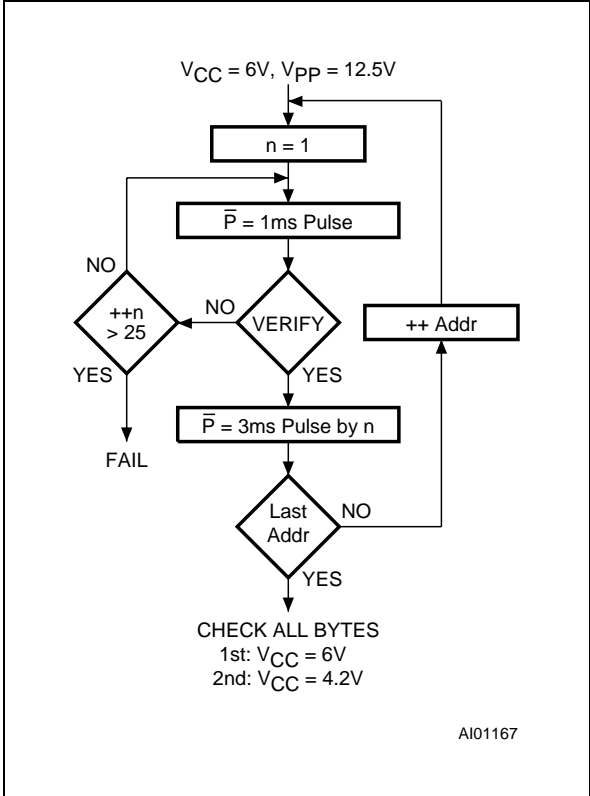 VCC = 6V, VPP = 12.5V
n = 1
P̅ = 1ms Pulse
NO
++n
> 25
NO
VERIFY
++ Addr
YES
YES
P̅ = 3ms Pulse by n
FAIL
Last
Addr
NO
YES
CHECK ALL BYTES
1st: VCC = 6V
2nd: VCC = 4.2V
AI01167